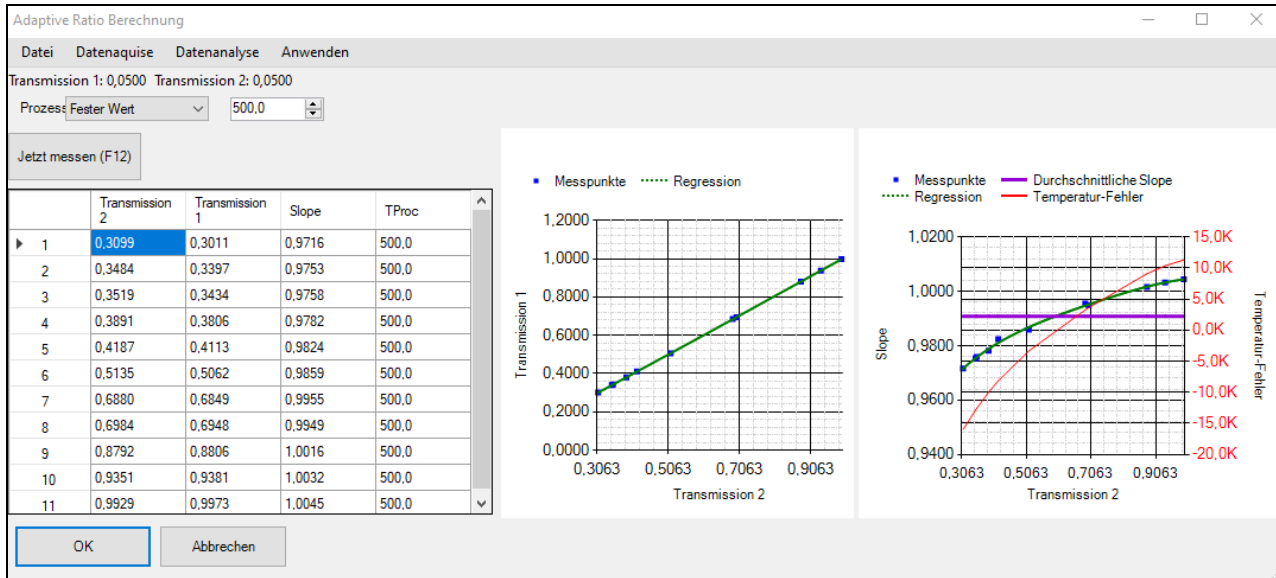 Adaptive Ratio Berechnung
Datei Datenaquise Datenanalyse Anwenden
Transmission 1: 0,0500 Transmission 2: 0,0500
Prozess Fester Wert 500,0
Jetzt messen (F12)
Transmission 2 Transmission 1 Slope TProc
1 0,3099 0,3011 0,9716 500,0
2 0,3484 0,3397 0,9753 500,0
3 0,3519 0,3434 0,9758 500,0
4 0,3891 0,3806 0,9782 500,0
5 0,4187 0,4113 0,9824 500,0
6 0,5135 0,5062 0,9859 500,0
7 0,6880 0,6849 0,9955 500,0
8 0,6984 0,6948 0,9949 500,0
9 0,8792 0,8806 1,0016 500,0
10 0,9351 0,9381 1,0032 500,0
11 0,9929 0,9973 1,0045 500,0
OK Abbrechen
Messpunkte Regression
1,2000
1,0000
0,8000
0,6000
0,4000
0,2000
0,0000
Transmission 1
0,3063 0,5063 0,7063 0,9063
Transmission 2
Messpunkte Durchschnittliche Slope
Regression Temperatur-Fehler
1,0200
1,0000
0,9800
0,9600
0,9400
Slope
15,0K
10,0K
5,0K
0,0K
-5,0K
-10,0K
-15,0K
-20,0K
Temperatur-Fehler
0,3063 0,5063 0,7063 0,9063
Transmission 2